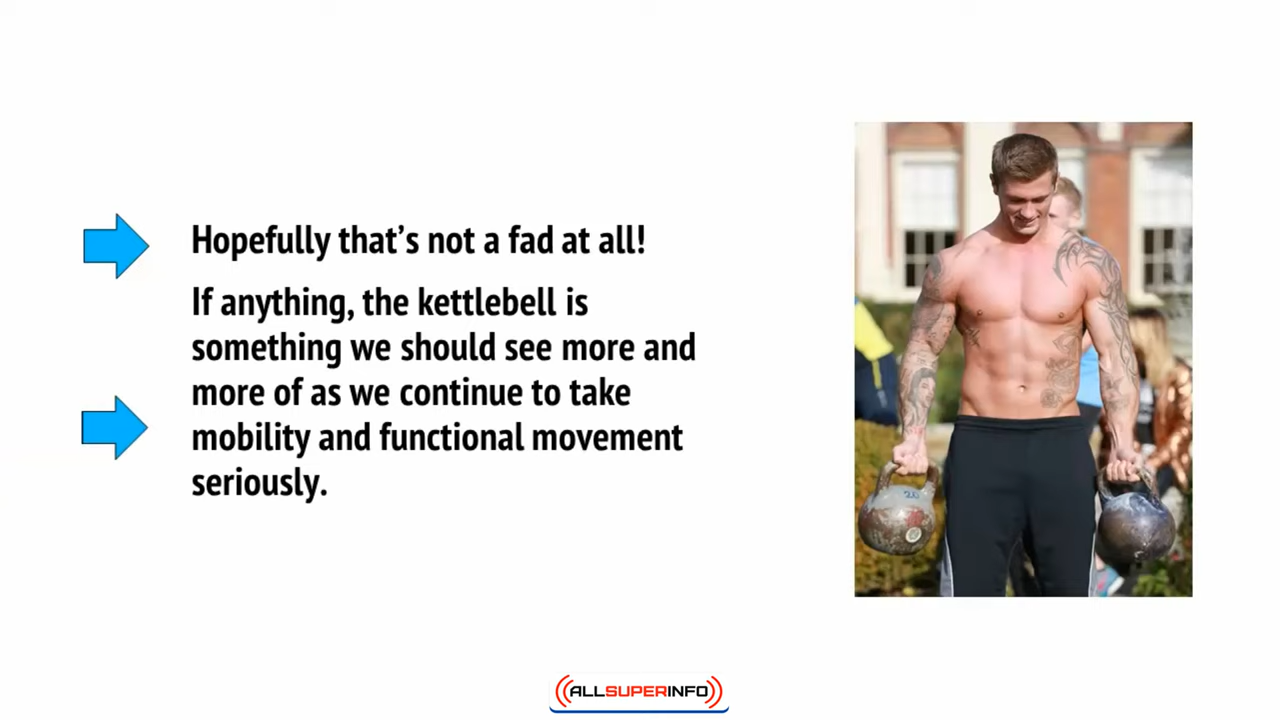 Hopefully that’s not a fad at all!
If anything, the kettlebell is
something we should see more and
more of as we continue to take
mobility and functional movement
seriously.
ALLSUPERINFO